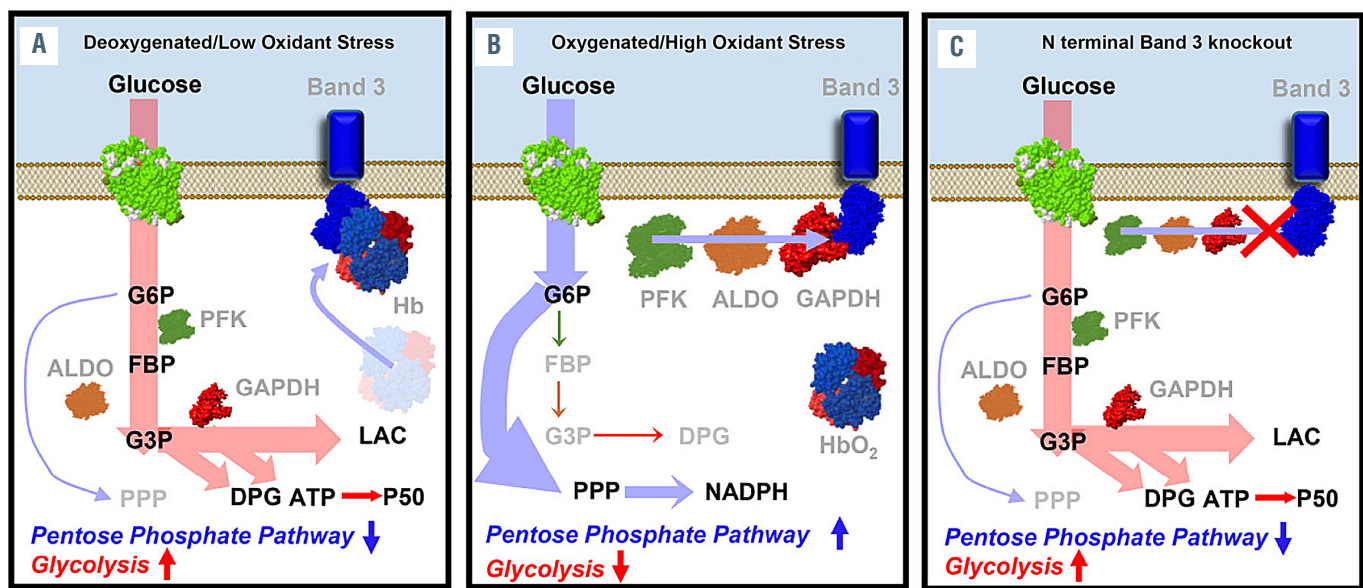 A
Deoxygenated/Low Oxidant Stress
Glucose
Band 3
G6P
PFK
Hb
ALDO
FBP
GAPDH
G3P
LAC
PPP
DPG ATP
P50
Pentose Phosphate Pathway
Glycolysis
B
Oxygenated/High Oxidant Stress
Glucose
Band 3
G6P
PFK
ALDO
GAPDH
FBP
G3P
DPG
HbO2
PPP
NADPH
Pentose Phosphate Pathway
Glycolysis
C
N terminal Band 3 knockout
Glucose
Band 3
G6P
PFK
ALDO
FBP
GAPDH
G3P
LAC
PPP
DPG ATP
P50
Pentose Phosphate Pathway
Glycolysis